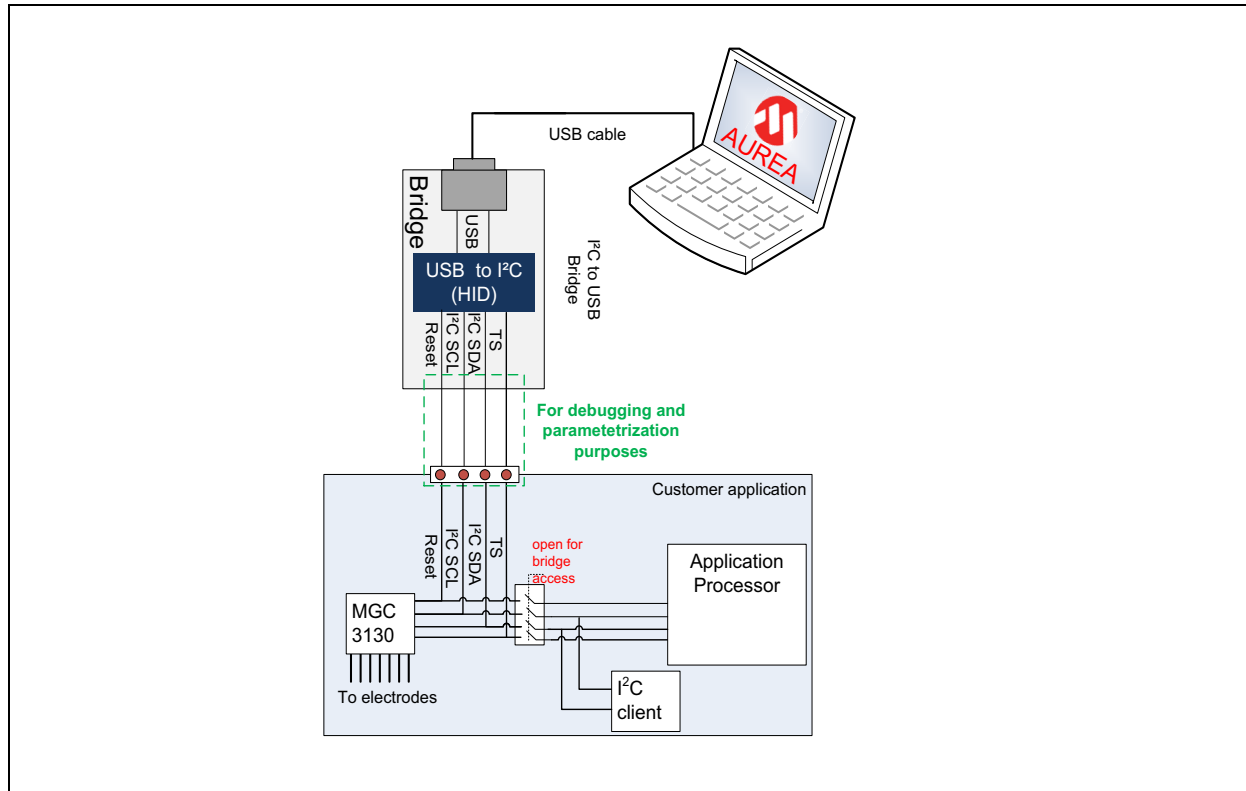 AUREA
USB cable
Bridge
USB
I²C to USB
Bridge
USB to I²C
(HID)
Reset
I²C SCL
I²C SDA
TS
For debugging and
parametetrization
purposes
Customer application
Reset
I²C SCL
I²C SDA
TS
open for
bridge
access
Application
Processor
MGC
3130
To electrodes
I²C
client